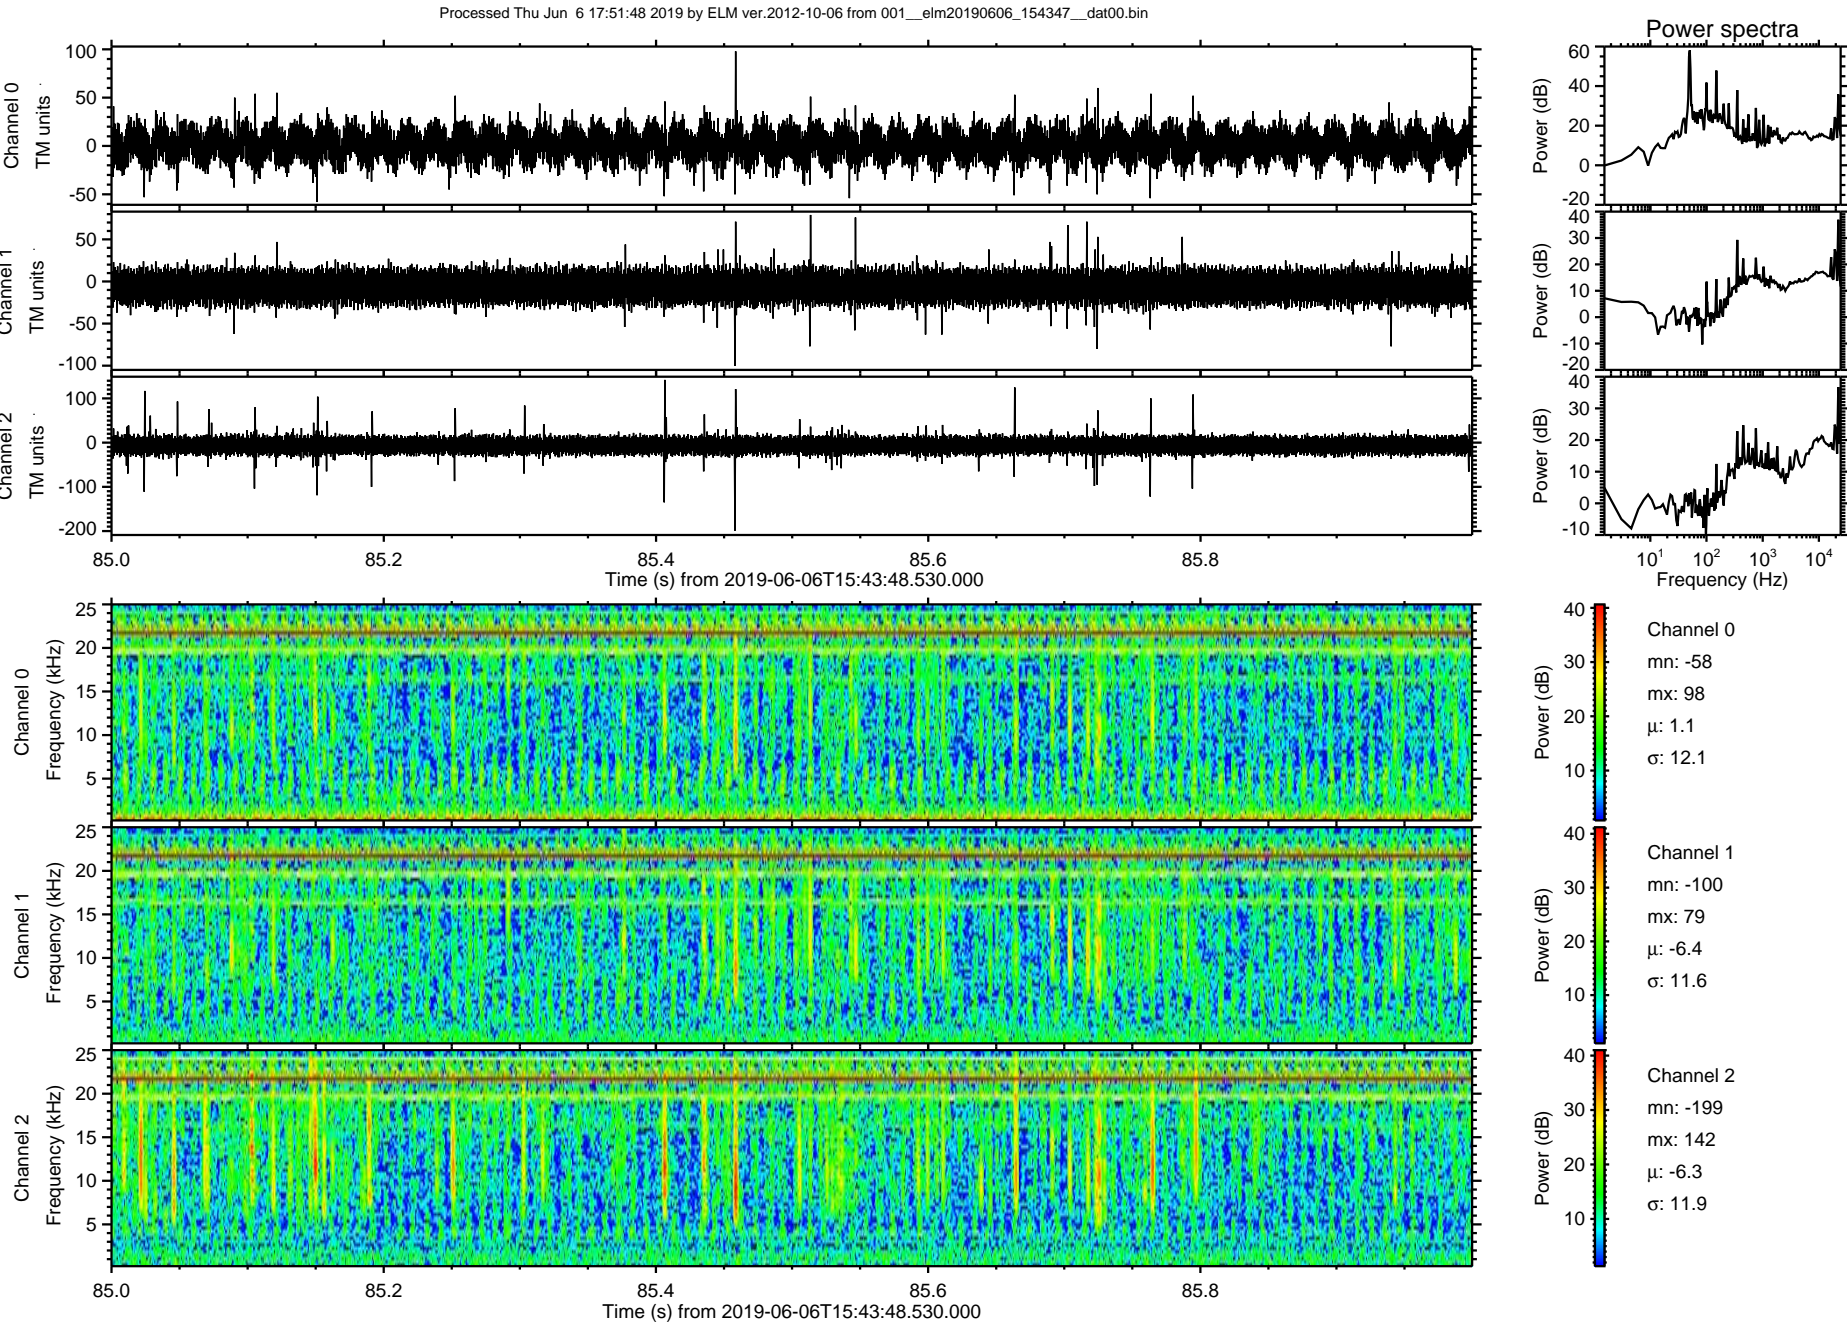 Processed Thu Jun  6 17:51:48 2019 by ELM ver.2012-10-06 from 001__elm20190606_154347__dat00.bin
Power spectra
Channel 0
TM units
100
50
0
-50
Power (dB)
60
40
20
0
-20
Channel 1
TM units
50
0
-50
-100
Power (dB)
40
30
20
10
0
-10
-20
Channel 2
TM units
100
0
-100
-200
Power (dB)
40
30
20
10
0
-10
85.0 85.2 85.4 85.6 85.8
Time (s) from 2019-06-06T15:43:48.530.000
10¹ 10² 10³ 10⁴
Frequency (Hz)
Channel 0
Frequency (kHz)
25
20
15
10
5
Power (dB)
40
30
20
10
Channel 0
mn: -58
mx: 98
μ: 1.1
σ: 12.1
Channel 1
Frequency (kHz)
25
20
15
10
5
Power (dB)
40
30
20
10
Channel 1
mn: -100
mx: 79
μ: -6.4
σ: 11.6
Channel 2
Frequency (kHz)
25
20
15
10
5
Power (dB)
40
30
20
10
Channel 2
mn: -199
mx: 142
μ: -6.3
σ: 11.9
85.0 85.2 85.4 85.6 85.8
Time (s) from 2019-06-06T15:43:48.530.000